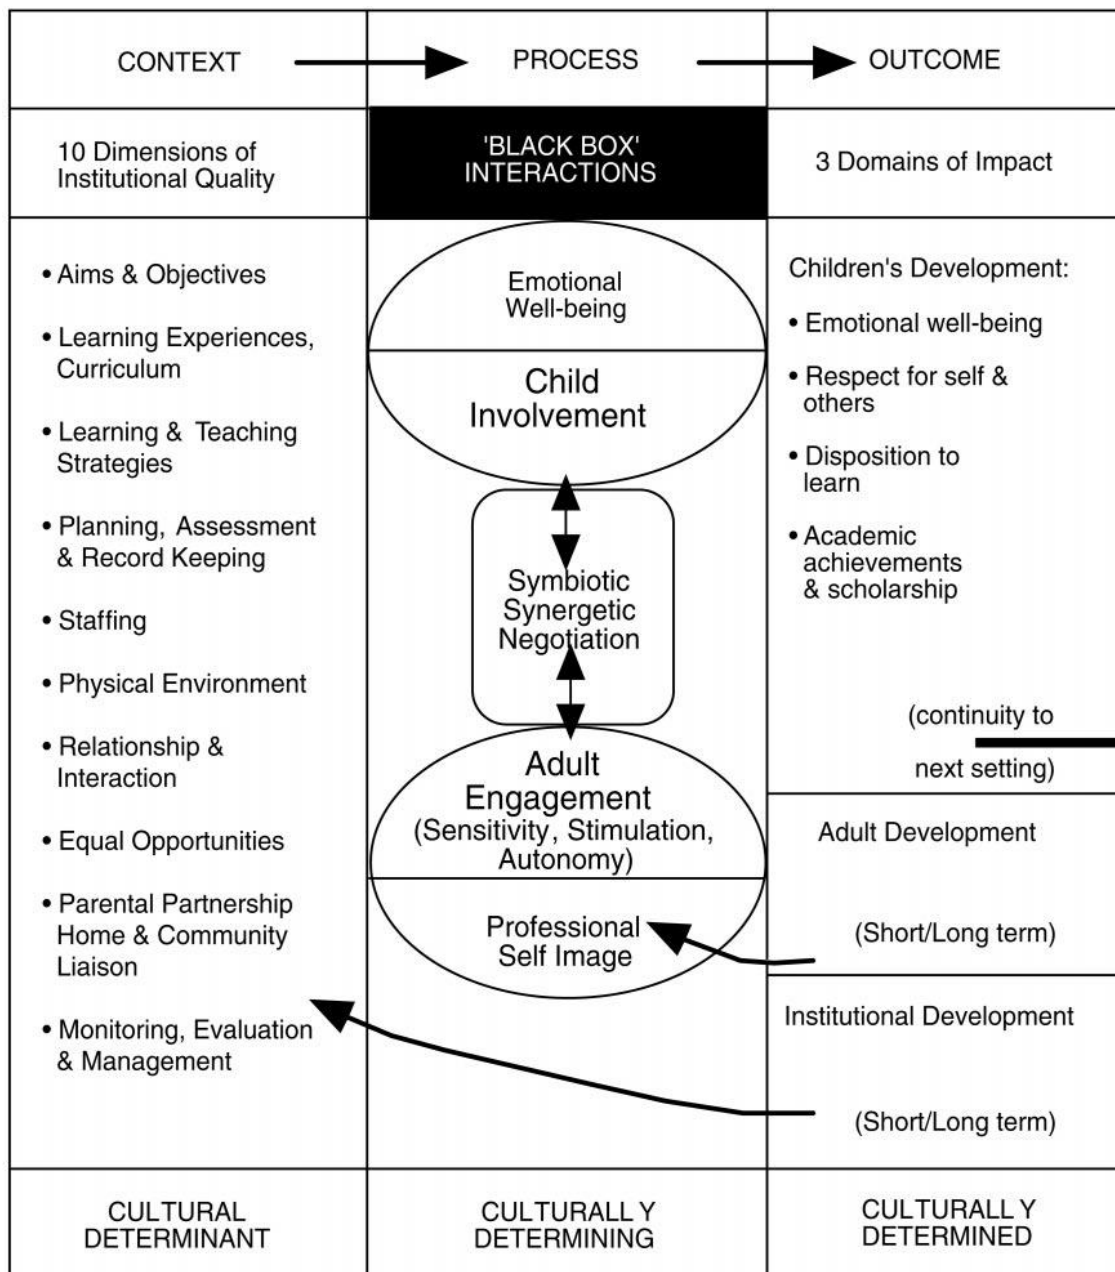 CONTEXT
PROCESS
OUTCOME
10 Dimensions of
Institutional Quality
'BLACK BOX'
INTERACTIONS
3 Domains of Impact
• Aims & Objectives
• Learning Experiences,
Curriculum
• Learning & Teaching
Strategies
• Planning, Assessment
& Record Keeping
• Staffing
• Physical Environment
• Relationship &
Interaction
• Equal Opportunities
• Parental Partnership
Home & Community
Liaison
• Monitoring, Evaluation
& Management
Emotional
Well-being
Child
Involvement
Symbiotic
Synergetic
Negotiation
Adult
Engagement
(Sensitivity, Stimulation,
Autonomy)
Professional
Self Image
Children's Development:
• Emotional well-being
• Respect for self &
others
• Disposition to
learn
• Academic
achievements
& scholarship
(continuity to
next setting)
Adult Development
(Short/Long term)
Institutional Development
(Short/Long term)
CULTURAL
DETERMINANT
CULTURALLY
DETERMINING
CULTURALLY
DETERMINED